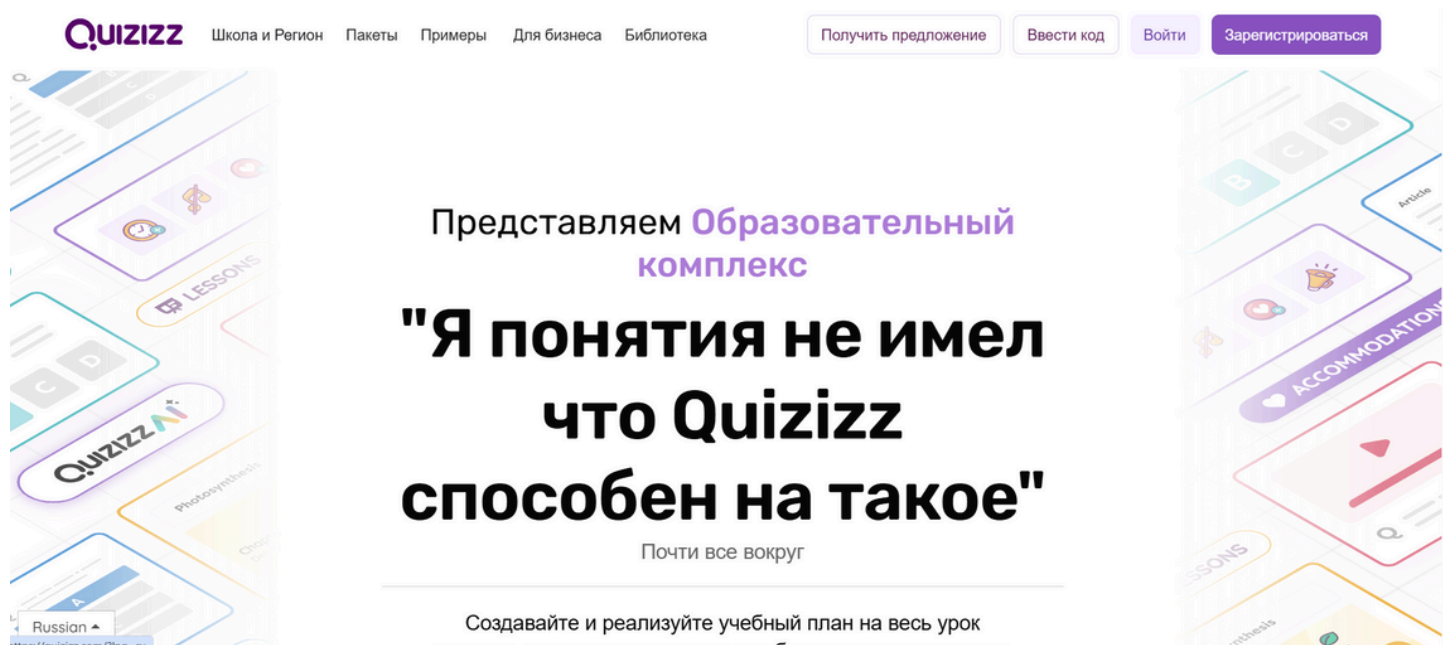 QUIZIZZ Школа и Регион Пакеты Примеры Для бизнеса Библиотека Получить предложение Ввести код Войти Зарегистрироваться
Представляем Образовательный
комплекс
"Я понятия не имел
что Quizizz
способен на такое"
Почти все вокруг
Создавайте и реализуйте учебный план на весь урок
LESSONS
C D
QUIZIZZ AI
Photosynthesis
A
Russian
B C D
Article
ACCOMMODATION
Q